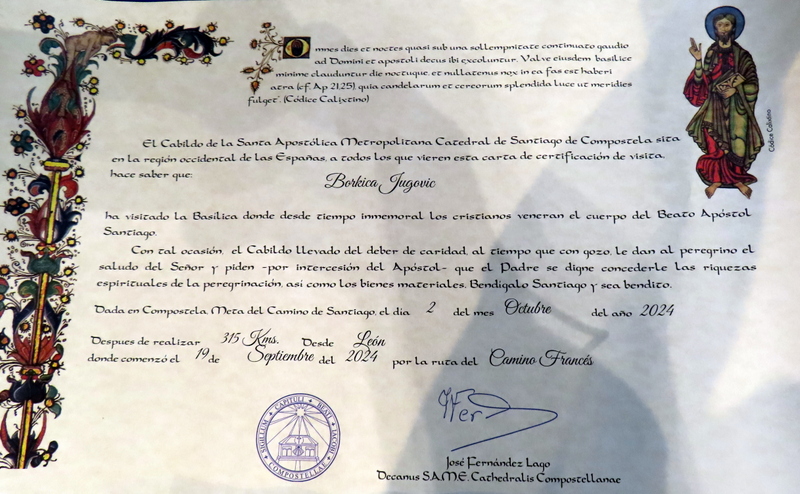 Omnes dies et noctes quasi sub una sollempnitate continuato gaudio
ad Domini et apostoli decus ibi excoluntur. Valve eiusdem basilice
minime clauduntur die noctuque, et nullatenus nox in ea fas est haberi
atra (cf. Ap 21,25), quia candelarum et cereorum splendida luce ut meridies
fulget". (Códice Calixtino)
Códice Calixtino
El Cabildo de la Santa Apostólica Metropolitana Catedral de Santiago de Compostela sita
en la región occidental de las Españas, a todos los que vieren esta carta de certificación de visita,
hace saber que:
Borkica Jugovic
ha visitado la Basílica donde desde tiempo inmemoral los cristianos veneran el cuerpo del Beato Apóstol
Santiago.
Con tal ocasión, el Cabildo llevado del deber de caridad, al tiempo que con gozo, le dan al peregrino el
saludo del Señor y piden -por intercesión del Apóstol- que el Padre se digne concederle las riquezas
espirituales de la peregrinación, así como los bienes materiales. Bendígalo Santiago y sea bendito.
Dada en Compostela, Meta del Camino de Santiago, el día 2 del mes Octubre del año 2024
Despues de realizar 315 Kms. Desde León
donde comenzó el 19 de Septiembre del 2024 por la ruta del Camino Francés
SIGILLUM CAPITULI BEATI JACOBI COMPOSTELLAE
José Fernández Lago
Decanus S.A.M.E. Cathedralis Compostellanae